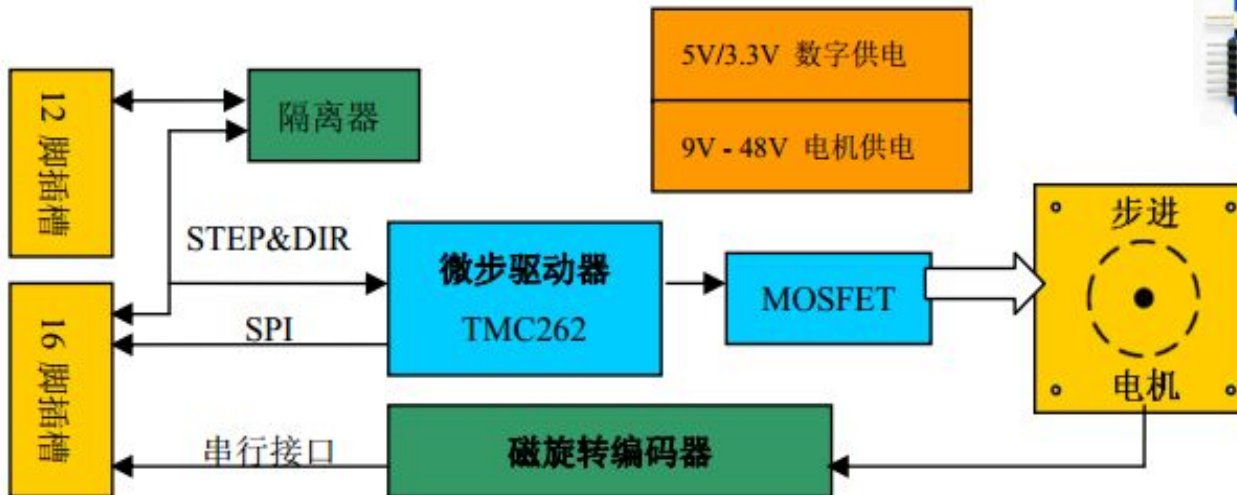 5V/3.3V 数字供电
9V - 48V 电机供电
12 脚插槽
隔离器
STEP&DIR
微步驱动器
TMC262
MOSFET
步进
电机
16 脚插槽
SPI
串行接口
磁旋转编码器